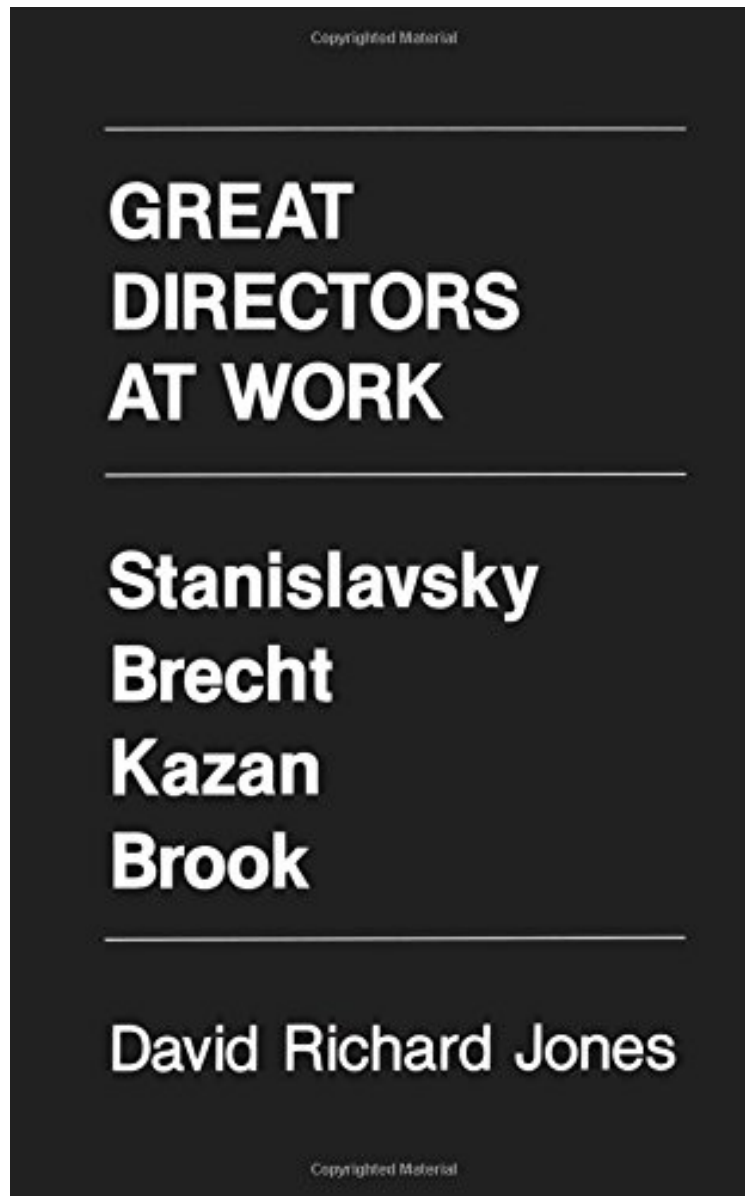 Copyrighted Material
GREAT
DIRECTORS
AT WORK
Stanislavsky
Brecht
Kazan
Brook
David Richard Jones
Copyrighted Material